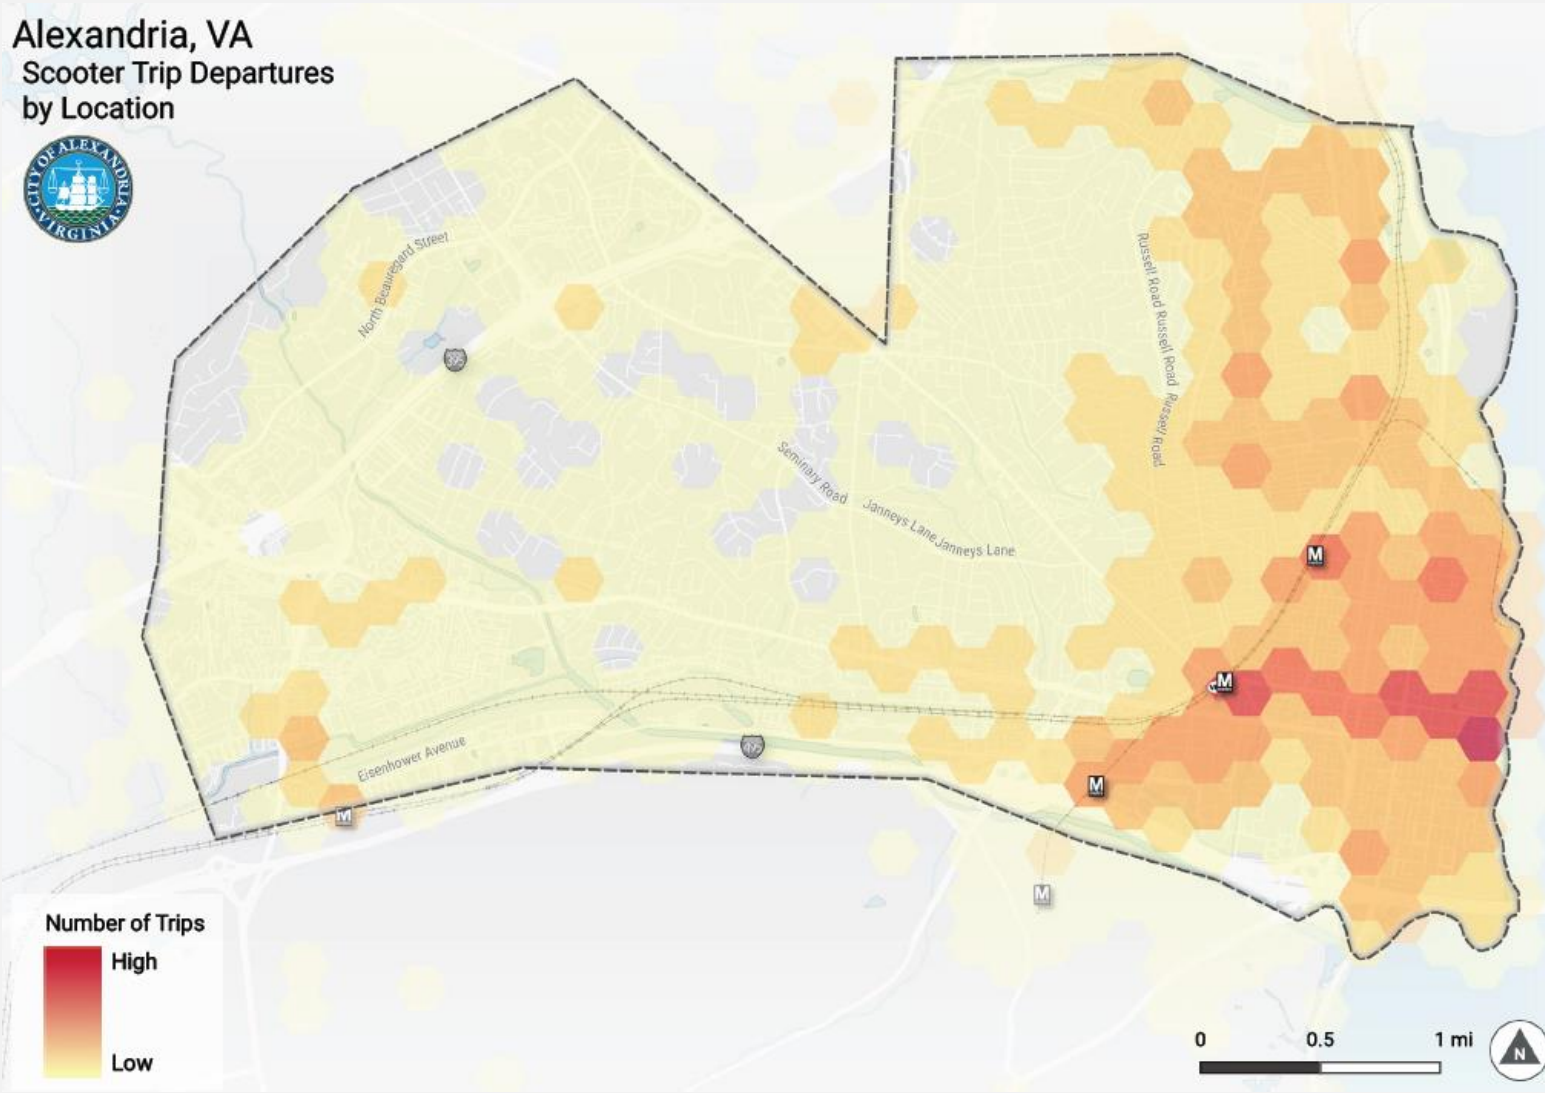 Alexandria, VA
Scooter Trip Departures
by Location
CITY OF ALEXANDRIA
VIRGINIA
North Beauregard Street
395
Russell Road Russell Road Russell Road
Seminary Road
Janneys Lane Janneys Lane
M
M
Eisenhower Avenue
495
M
M
M
Number of Trips
High
Low
0 0.5 1 mi
N